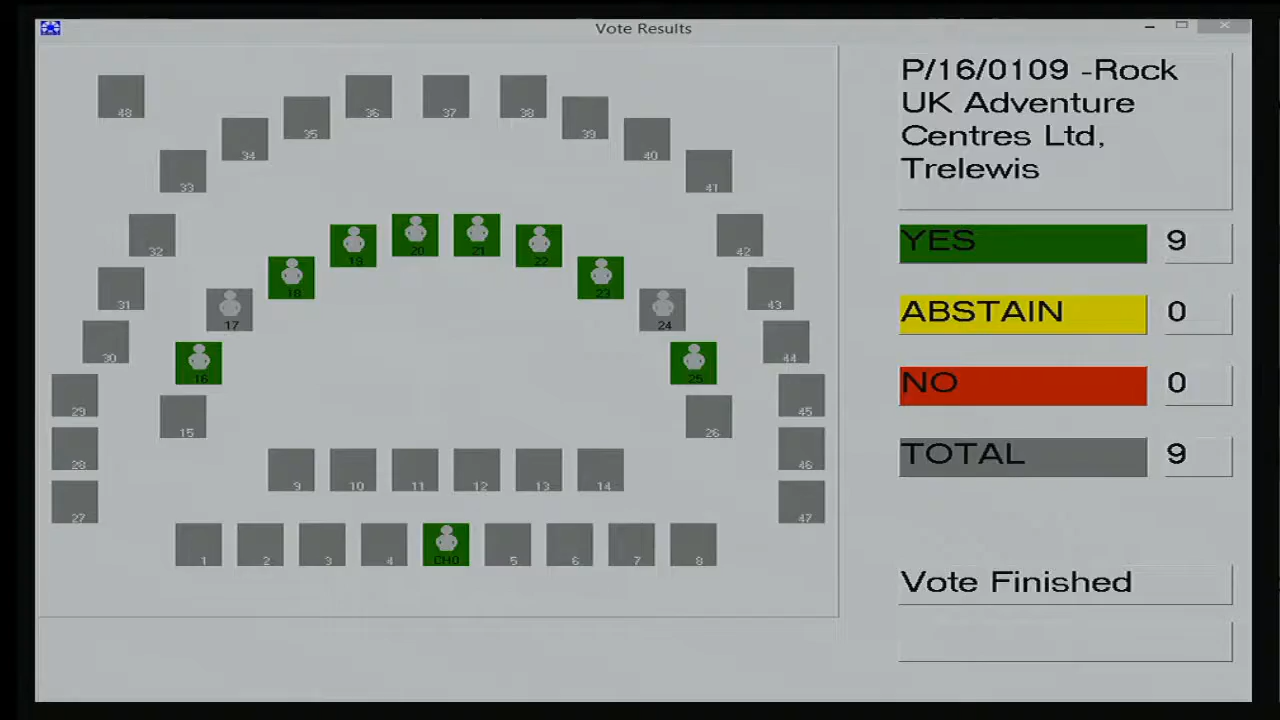 Vote Results
P/16/0109 -Rock
UK Adventure
Centres Ltd,
Trelewis
YES 9
ABSTAIN 0
NO 0
TOTAL 9
Vote Finished
48 36 37 38
35 39
34 40
33 41
32 42
19 20 21 22
18 23
31 43
17 24
30 44
16 25
29 45
15 26
28 46
9 10 11 12 13 14
27 47
1 2 3 4 CH0 5 6 7 8